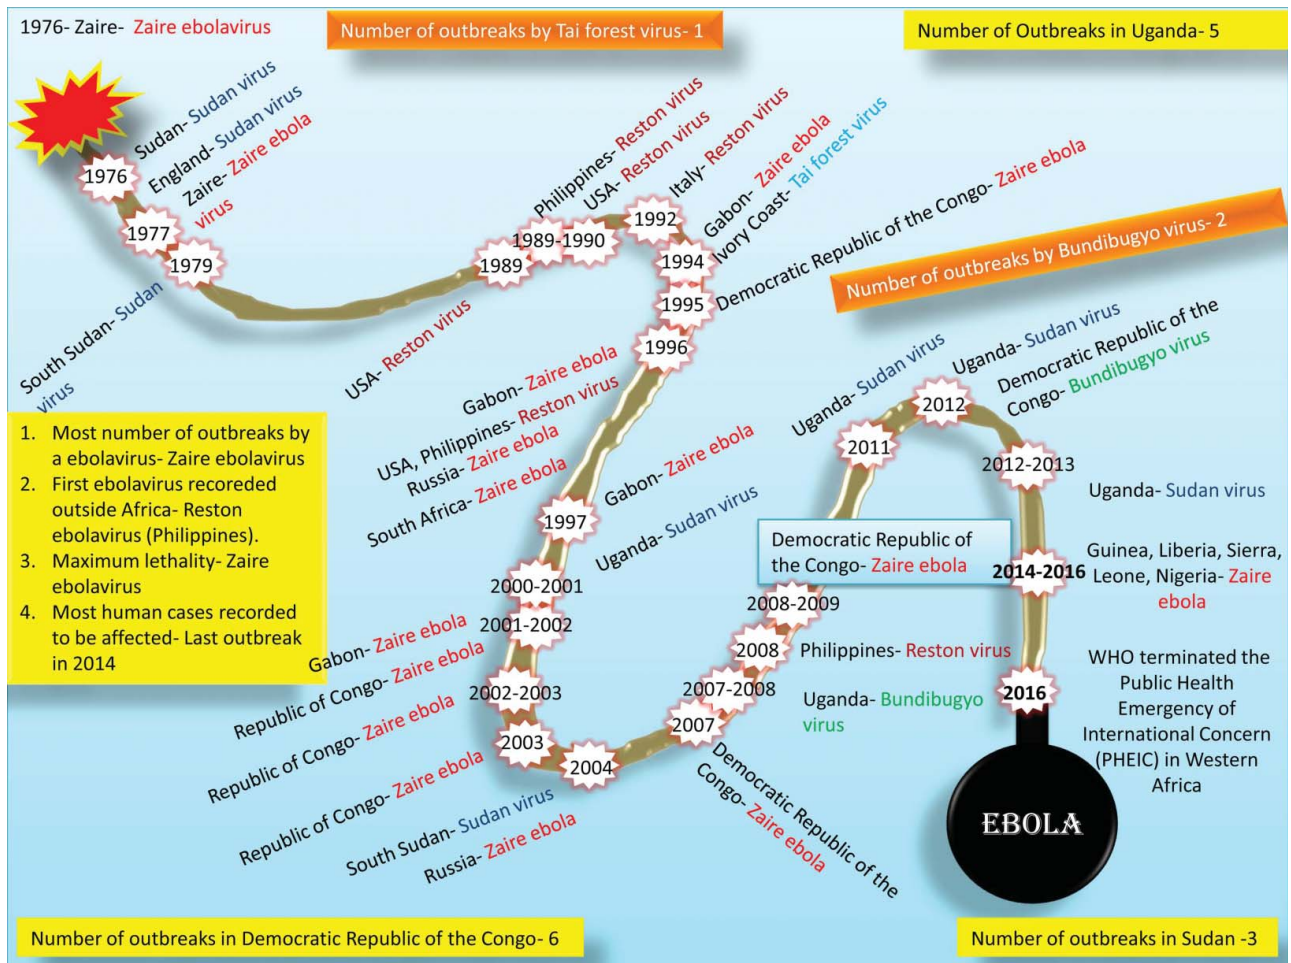 1976- Zaire- Zaire ebolavirus
Number of outbreaks by Tai forest virus- 1
Number of Outbreaks in Uganda- 5
Sudan- Sudan virus
England- Sudan virus
Zaire- Zaire ebola
virus
1976
1977
1979
South Sudan- Sudan
virus
USA- Reston virus
1989
Philippines- Reston virus
1989-1990
USA- Reston virus
Italy- Reston virus
1992
Gabon- Zaire ebola
Ivory Coast- Tai forest virus
1994
Democratic Republic of the Congo- Zaire ebola
1995
1996
Number of outbreaks by Bundibugyo virus- 2
Gabon- Zaire ebola
USA, Philippines- Reston virus
Russia- Zaire ebola
South Africa- Zaire ebola
Gabon- Zaire ebola
1997
Uganda- Sudan virus
2000-2001
2001-2002
Gabon- Zaire ebola
Republic of Congo- Zaire ebola
2002-2003
Republic of Congo- Zaire ebola
2003
Republic of Congo- Zaire ebola
2004
South Sudan- Sudan virus
Russia- Zaire ebola
2007
Democratic Republic of the
Congo- Zaire ebola
2007-2008
Uganda- Bundibugyo
virus
2008
Philippines- Reston virus
2008-2009
Democratic Republic of
the Congo- Zaire ebola
2011
Uganda- Sudan virus
2012
Uganda- Sudan virus
Democratic Republic of the
Congo- Bundibugyo virus
2012-2013
Uganda- Sudan virus
2014-2016
Guinea, Liberia, Sierra,
Leone, Nigeria- Zaire
ebola
2016
WHO terminated the
Public Health
Emergency of
International Concern
(PHEIC) in Western
Africa
EBOLA
1. Most number of outbreaks by
a ebolavirus- Zaire ebolavirus
2. First ebolavirus recoreded
outside Africa- Reston
ebolavirus (Philippines).
3. Maximum lethality- Zaire
ebolavirus
4. Most human cases recorded
to be affected- Last outbreak
in 2014
Number of outbreaks in Democratic Republic of the Congo- 6
Number of outbreaks in Sudan -3